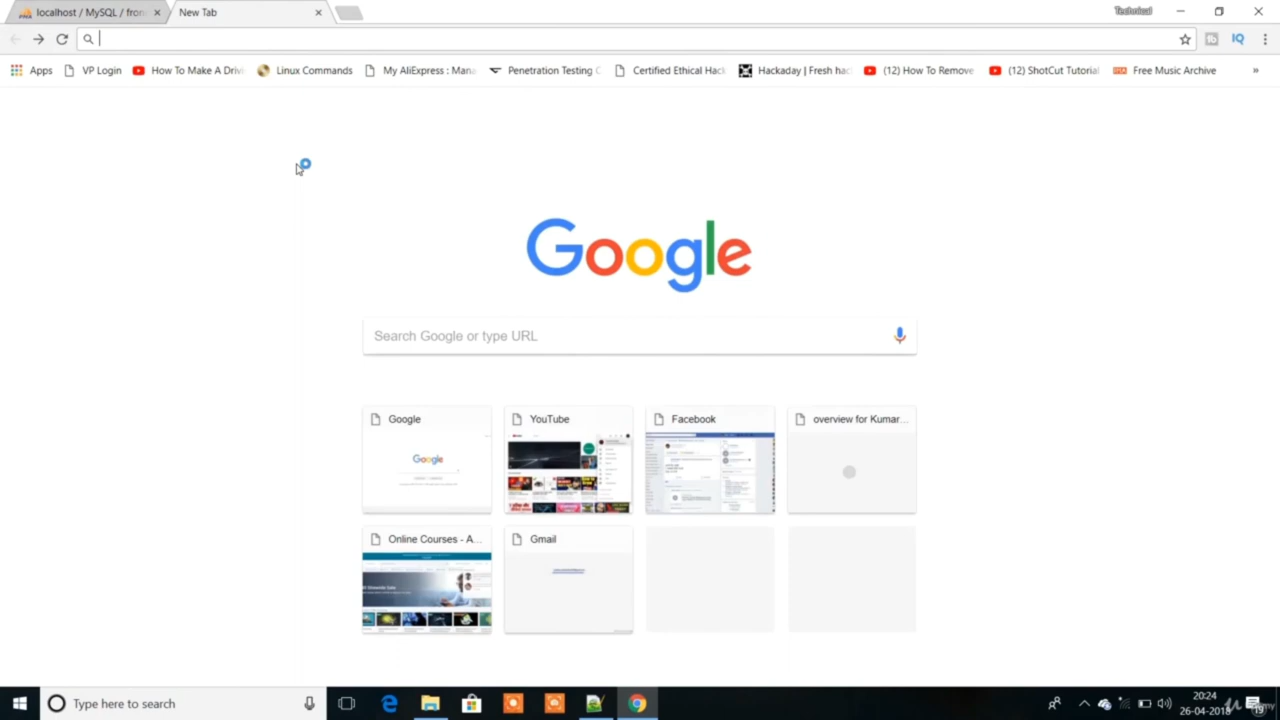 localhost / MySQL / fron
New Tab
Technical
Apps
VP Login
How To Make A Driv
Linux Commands
My AliExpress : Mana
Penetration Testing C
Certified Ethical Hack
Hackaday | Fresh hac
(12) How To Remove
(12) ShotCut Tutorial
Free Music Archive
»
Google
Search Google or type URL
Google
YouTube
Facebook
overview for Kumar...
Online Courses - A...
Gmail
Type here to search
20:24
26-04-2018